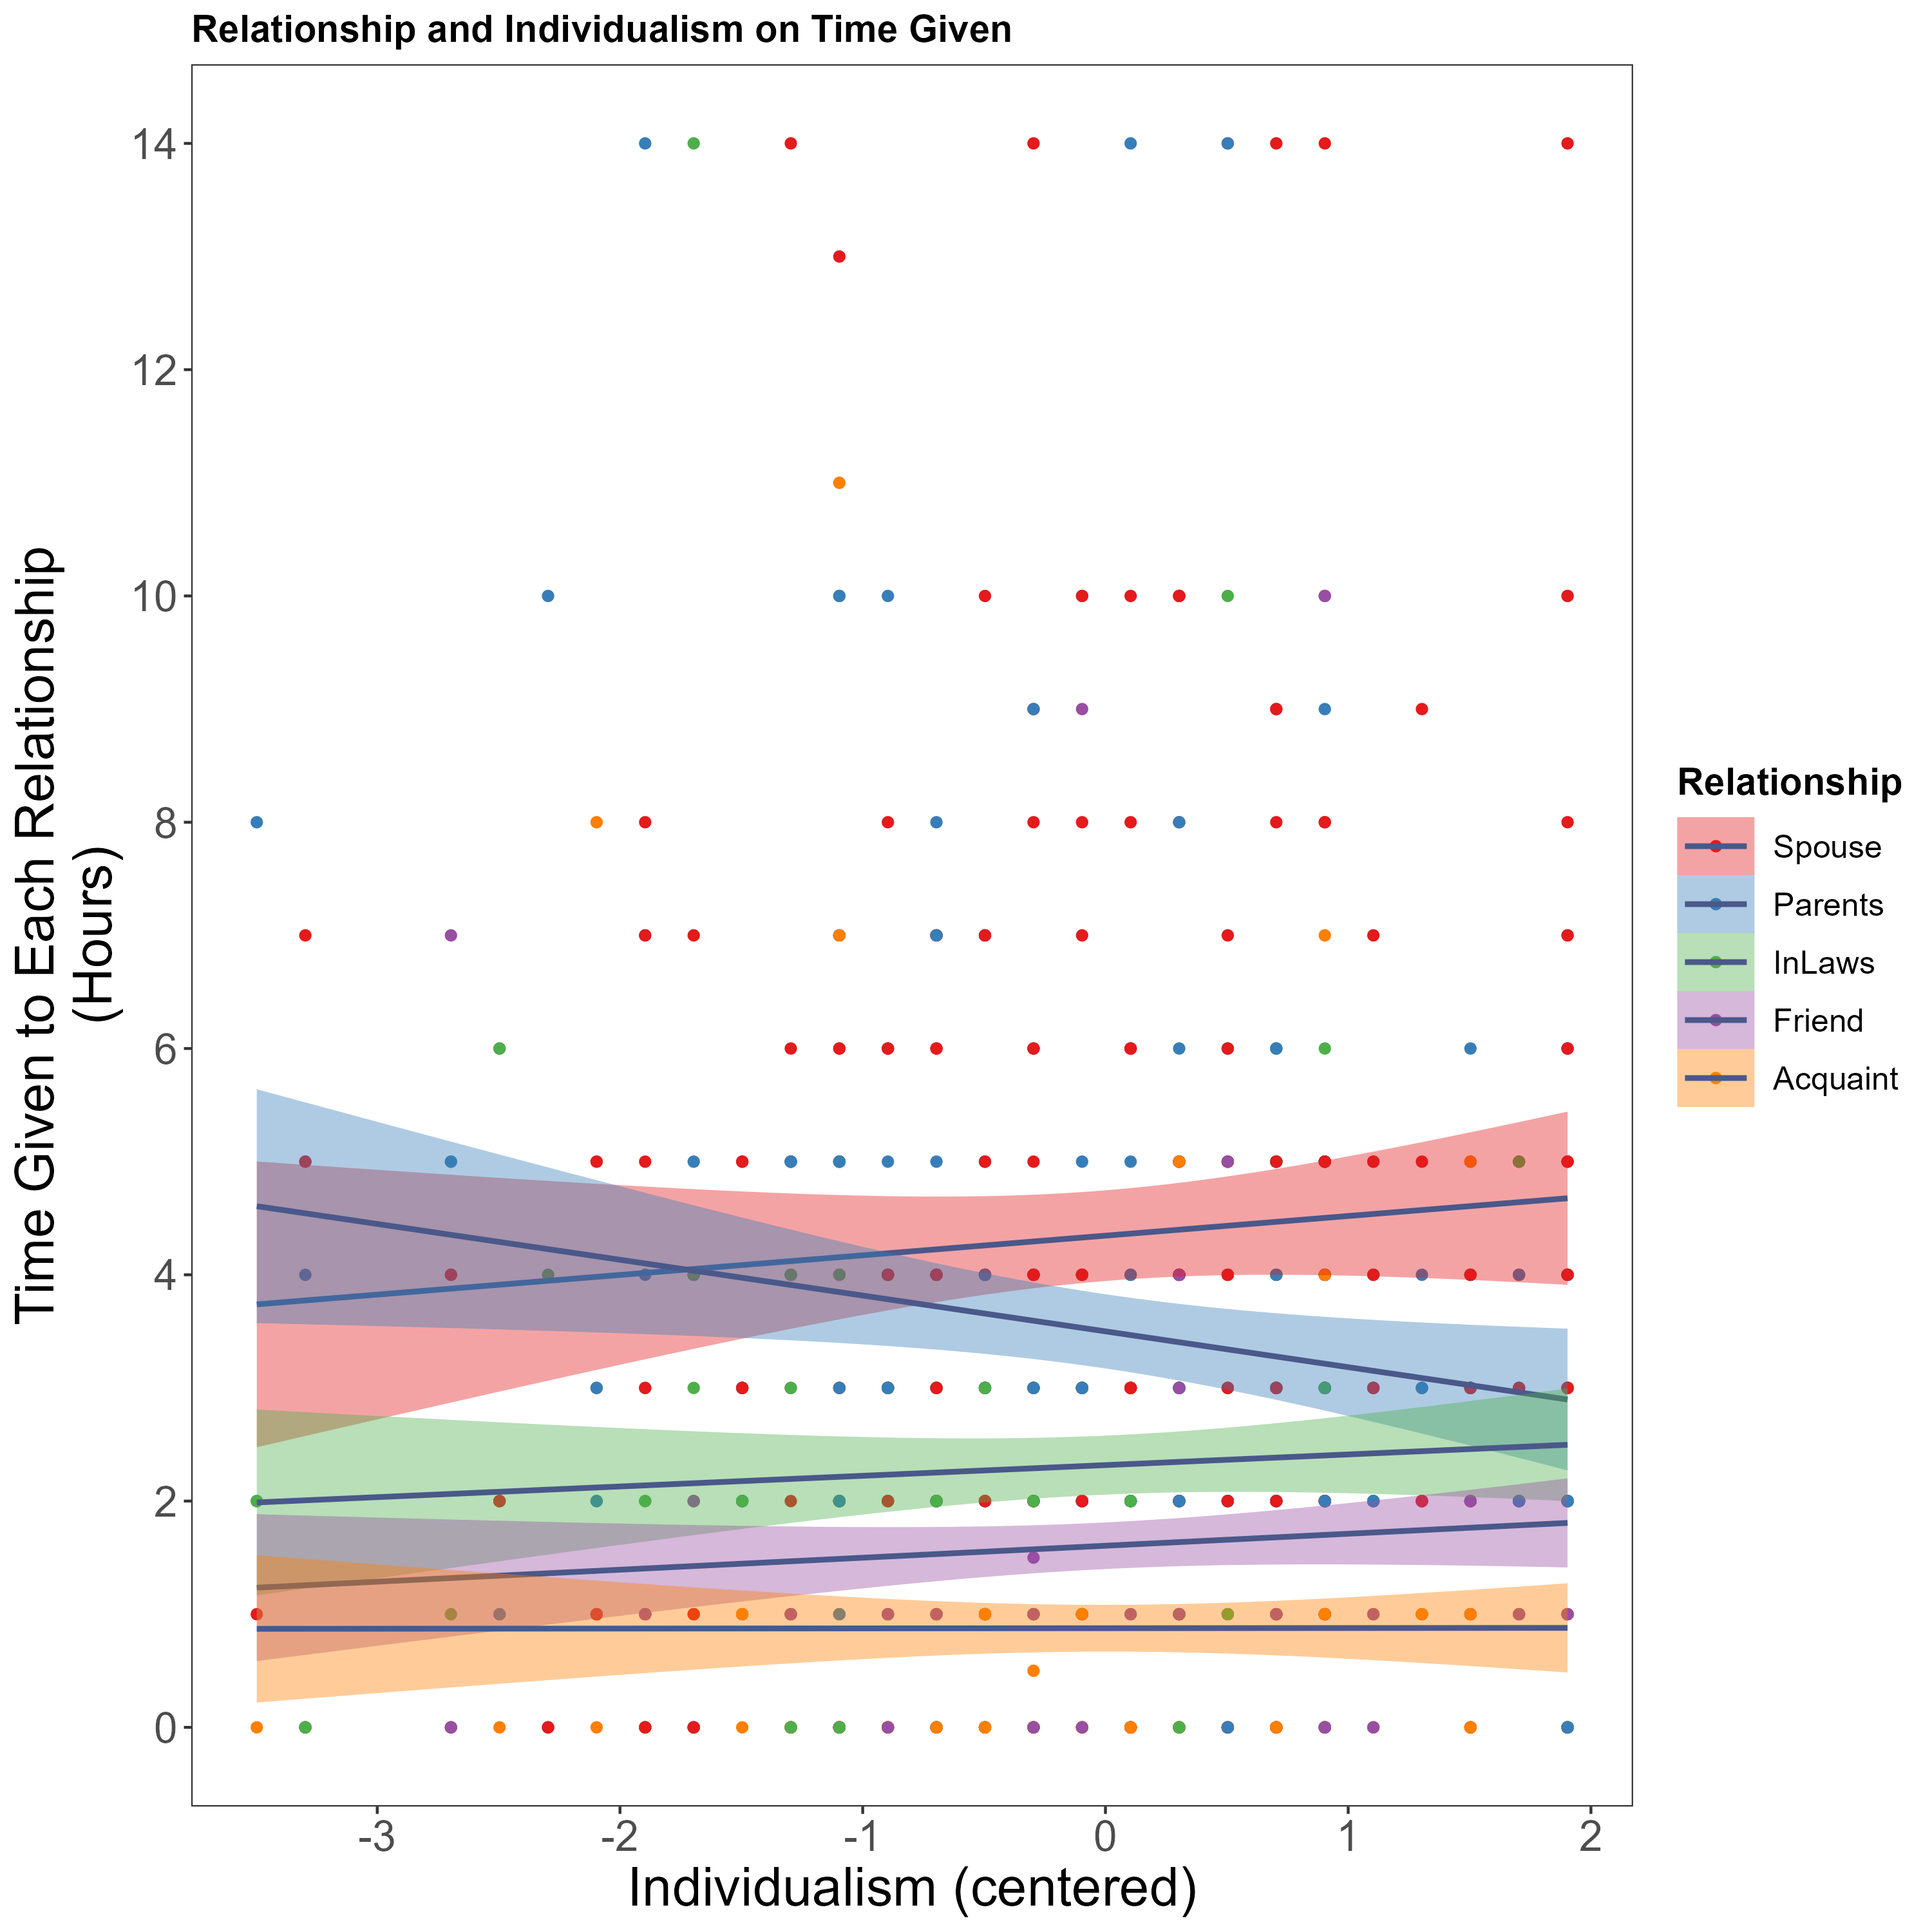 Relationship and Individualism on Time Given
Time Given to Each Relationship
(Hours)
14
12
10
8
6
4
2
0
-3
-2
-1
0
1
2
Individualism (centered)
Relationship
Spouse
Parents
InLaws
Friend
Acquaint